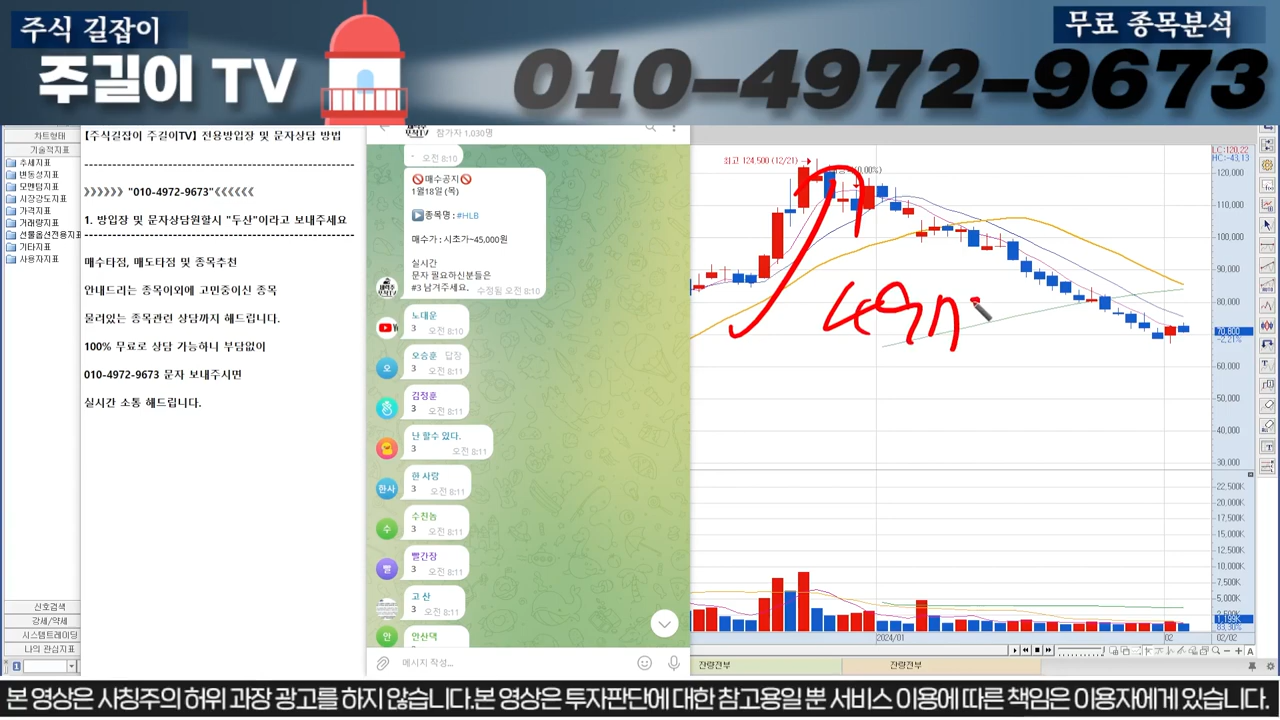 주식 길잡이
주길이 TV
무료 종목분석
010-4972-9673
차트형태
기술적지표
추세지표
변동성지표
모멘텀지표
시장강도지표
가격지표
거래량지표
선물옵션전용지표
기타지표
사용자지표
신호검색
강세/약세
시스템트레이딩
나의 관심지표
1
【주식길잡이 주길이TV】 전용방입장 및 문자상담 방법
》》》》》》 "010-4972-9673"《《《《《《
1. 방입장 및 문자상담원할시 "두산"이라고 보내주세요
매수타점, 매도타점 및 종목추천
안내드리는 종목이외에 고민중이신 종목
물려있는 종목관련 상담까지 해드립니다.
100% 무료로 상담 가능하니 부담없이
010-4972-9673 문자 보내주시면
실시간 소통 해드립니다.
참가자 1,030명
오전 8:10
🚫매수공지🚫
1월18일 (목)
▶종목명 : #HLB
매수가 : 시초가~45.000원
실시간
문자 필요하신분들은
#3 남겨주세요.
수정됨 오전 8:10
노대운
3 오전 8:10
오승훈 답장
3 오전 8:11
김정훈
3 오전 8:11
난 할수 있다.
3 오전 8:11
한사
한 사랑
3 오전 8:11
수
수천놈
3 오전 8:11
빨
빨간장
3 오전 8:11
고 산
3 오전 8:11
안
안산댁
메시지 작성...
최고 124,500 (12/21)
LC:120,22
HC:-43,13
120,000
110,000
100,000
90,000
80,000
70,800
60,000
50,000
40,000
30,000
22,500K
20,000K
17,500K
15,000K
12,500K
10,000K
7,500K
5,000K
1,199K
83,30%
2024/01
02
02/02
잔량전부
잔량전부
본 영상은 사칭주의 허위 과장 광고를 하지 않습니다.본 영상은 투자판단에 대한 참고용일 뿐 서비스 이용에 따른 책임은 이용자에게 있습니다.